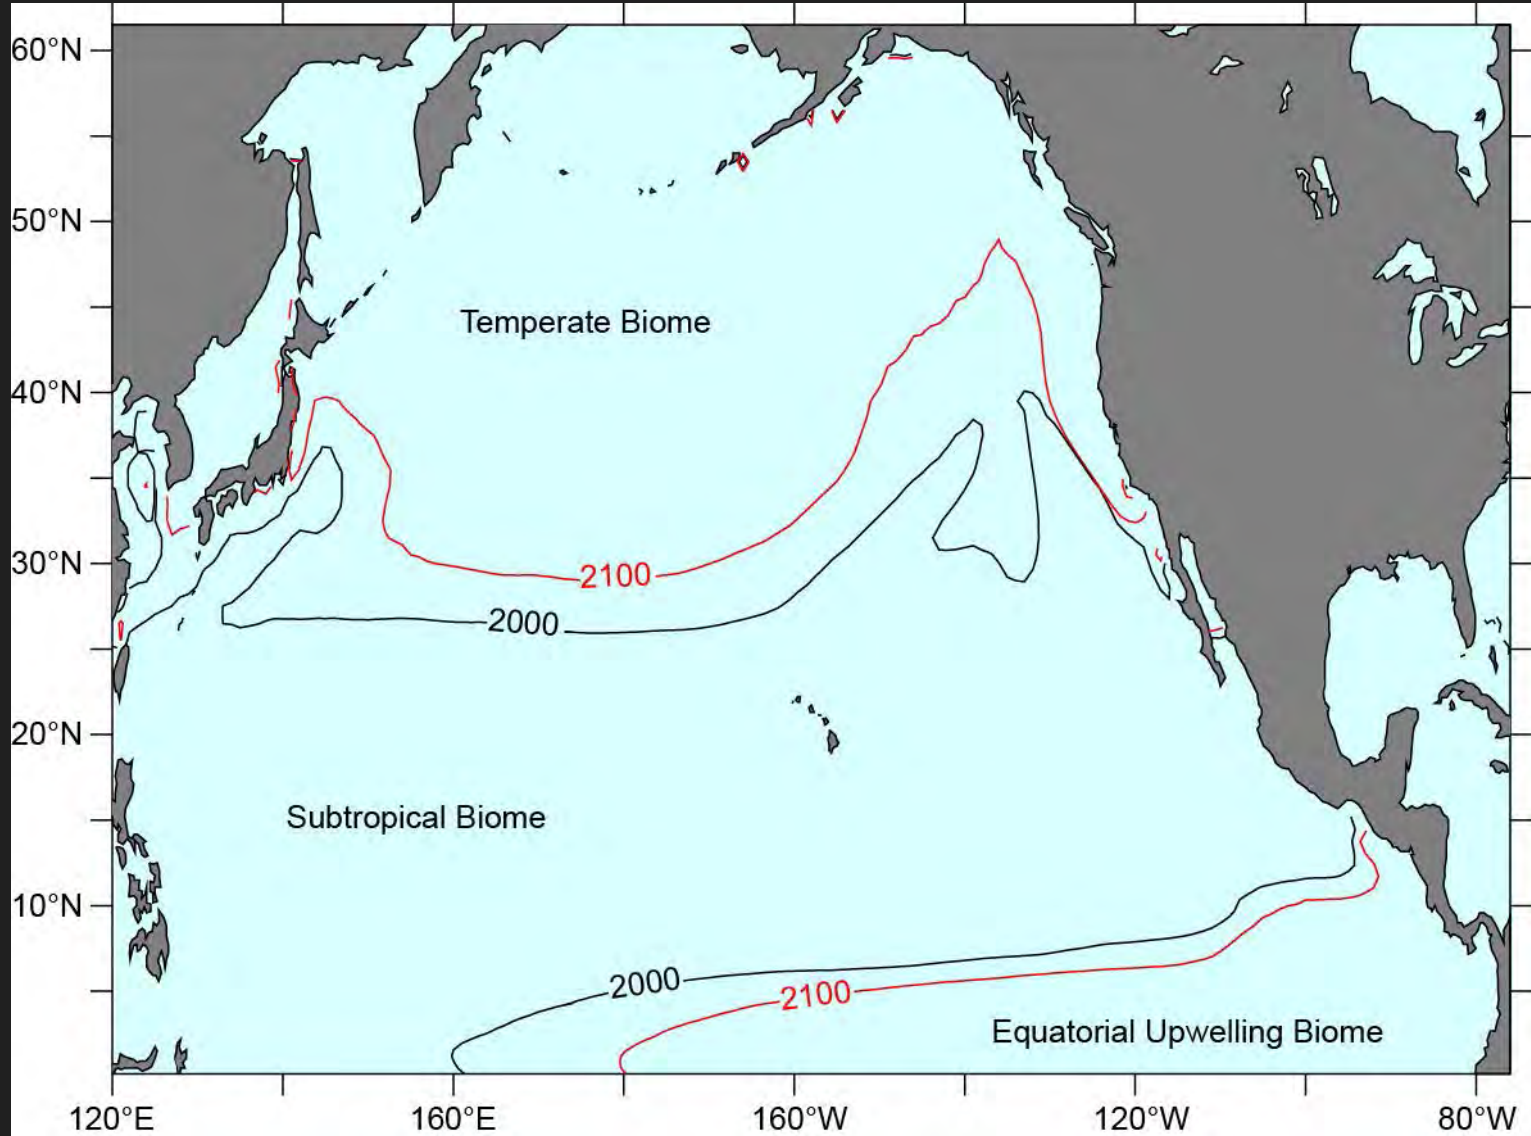 60°N
50°N
Temperate Biome
40°N
30°N
2100
2000
20°N
Subtropical Biome
10°N
2000
2100
Equatorial Upwelling Biome
120°E 160°E 160°W 120°W 80°W